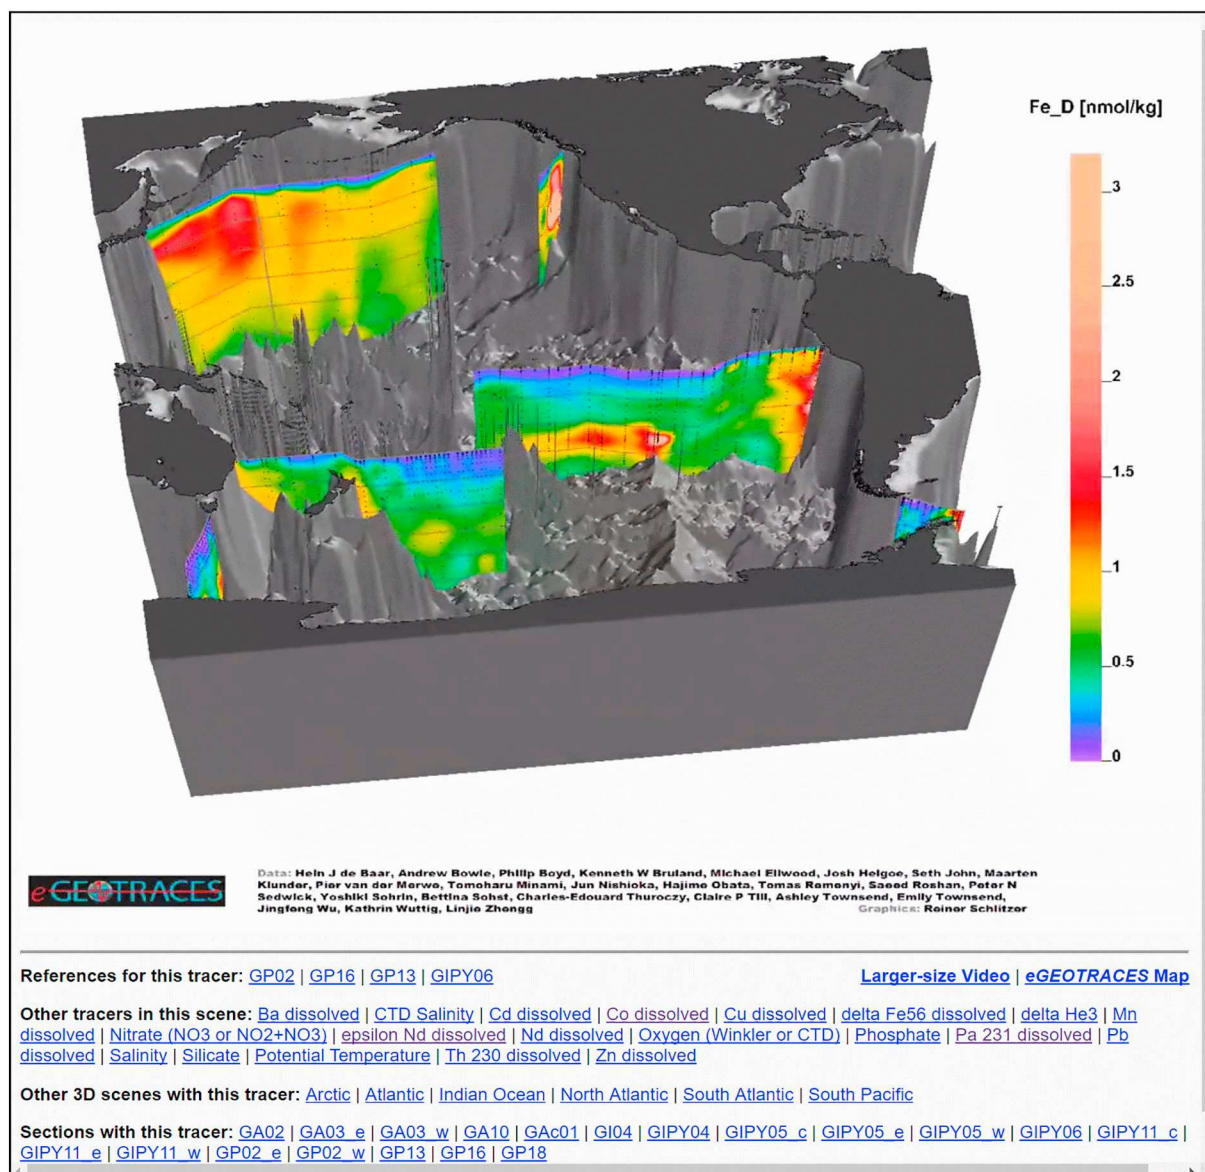 Fe_D [nmol/kg]
3
2.5
2
1.5
1
0.5
0
eGEOTRACES
Data: Hein J de Baar, Andrew Bowie, Philip Boyd, Kenneth W Bruland, Michael Ellwood, Josh Helgoe, Seth John, Maarten
Klunder, Pier van der Merwe, Tomoharu Minami, Jun Nishioka, Hajime Obata, Tomas Remenyi, Saeed Roshan, Peter N
Sedwick, Yoshiki Sohrin, Bettina Sohst, Charles-Edouard Thuroczy, Claire P Till, Ashley Townsend, Emily Townsend,
Jingfeng Wu, Kathrin Wuttig, Linjie Zhengg Graphics: Reiner Schlitzer
References for this tracer: GP02 | GP16 | GP13 | GIPY06 Larger-size Video | eGEOTRACES Map
Other tracers in this scene: Ba dissolved | CTD Salinity | Cd dissolved | Co dissolved | Cu dissolved | delta Fe56 dissolved | delta He3 | Mn
dissolved | Nitrate (NO3 or NO2+NO3) | epsilon Nd dissolved | Nd dissolved | Oxygen (Winkler or CTD) | Phosphate | Pa 231 dissolved | Pb
dissolved | Salinity | Silicate | Potential Temperature | Th 230 dissolved | Zn dissolved
Other 3D scenes with this tracer: Arctic | Atlantic | Indian Ocean | North Atlantic | South Atlantic | South Pacific
Sections with this tracer: GA02 | GA03_e | GA03_w | GA10 | GAc01 | GI04 | GIPY04 | GIPY05_c | GIPY05_e | GIPY05_w | GIPY06 | GIPY11_c |
GIPY11_e | GIPY11_w | GP02_e | GP02_w | GP13 | GP16 | GP18